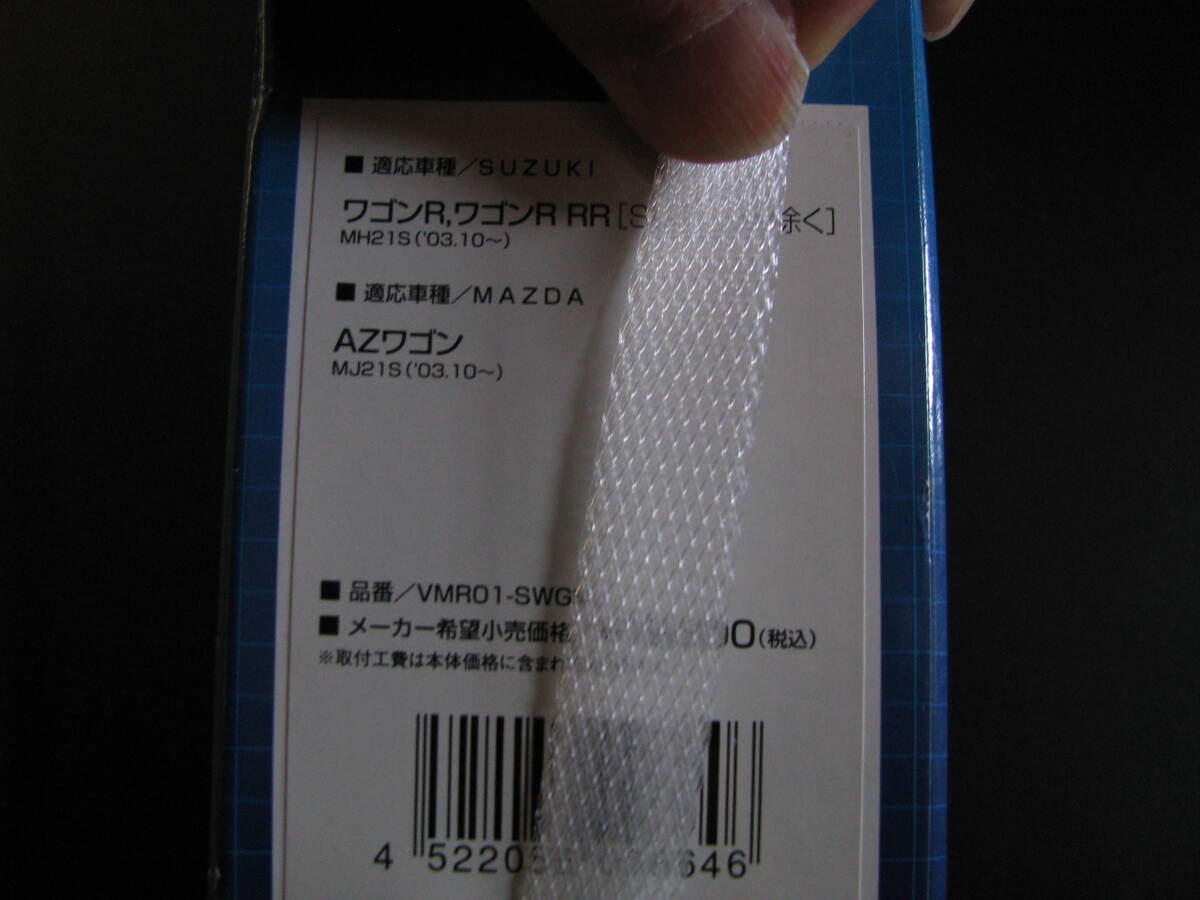 ■ 適応車種／SUZUKI
ワゴンR,ワゴンR RR [S 除く]
MH21S('03.10～)
■ 適応車種／MAZDA
AZワゴン
MJ21S('03.10～)
■ 品番／VMR01-SWG
■ メーカー希望小売価格 00(税込)
※取付工費は本体価格に含まれ
4 5220 646